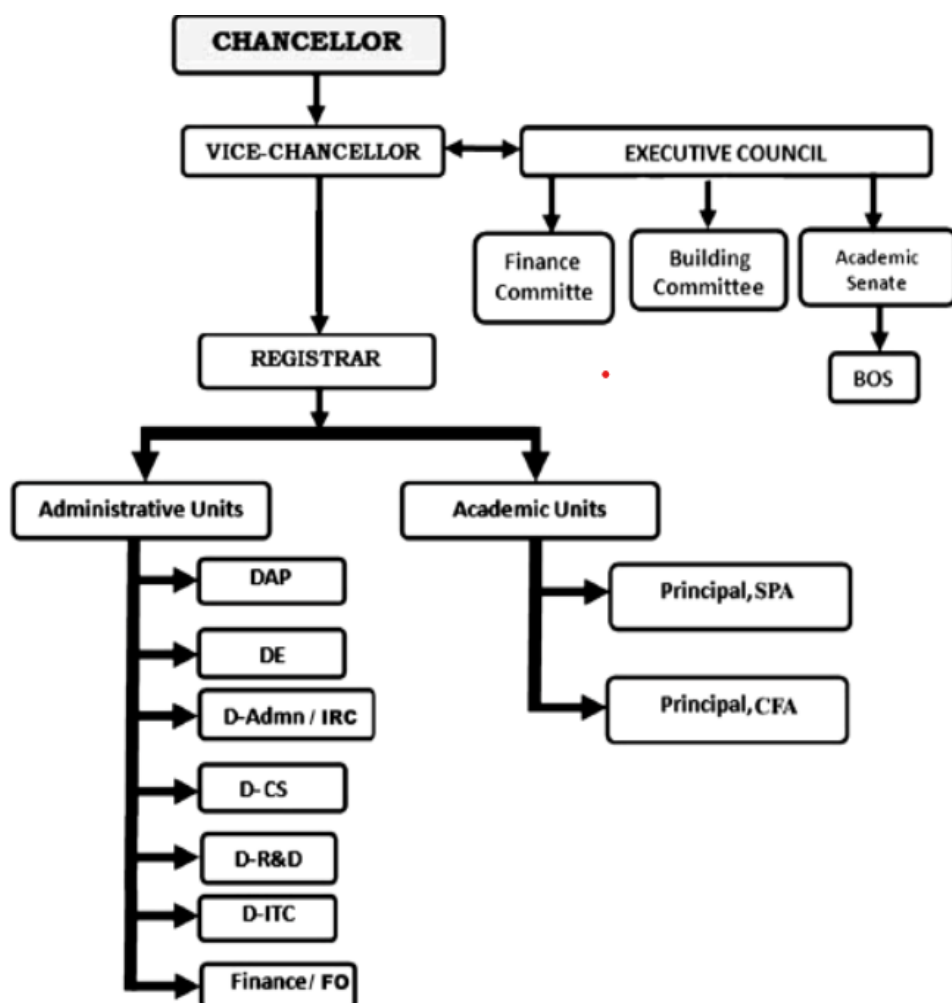 CHANCELLOR
VICE-CHANCELLOR
EXECUTIVE COUNCIL
Finance
Committe
Building
Committee
Academic
Senate
BOS
REGISTRAR
Administrative Units
Academic Units
DAP
DE
D-Admn / IRC
D-CS
D-R&D
D-ITC
Finance/ FO
Principal,SPA
Principal,CFA